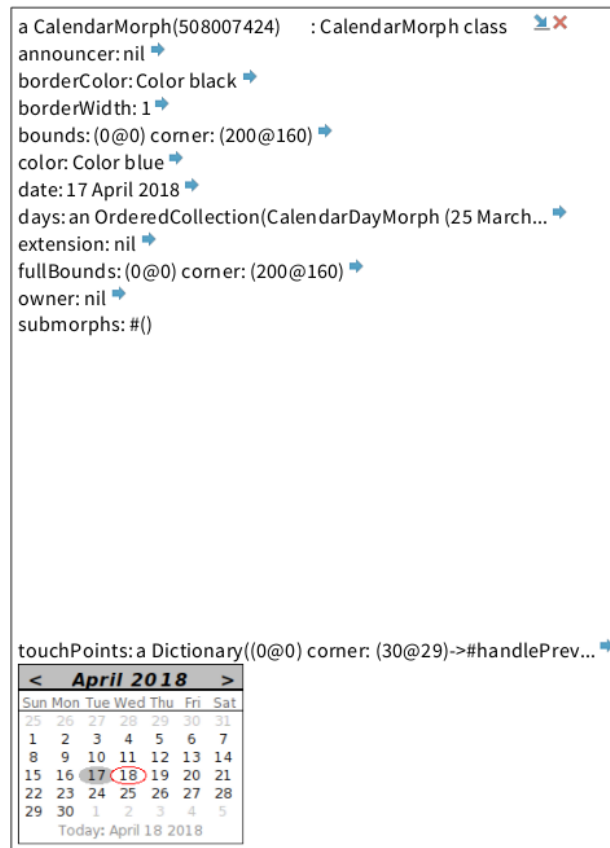 a CalendarMorph(508007424) : CalendarMorph class
announcer: nil
borderColor: Color black
borderWidth: 1
bounds: (0@0) corner: (200@160)
color: Color blue
date: 17 April 2018
days: an OrderedCollection(CalendarDayMorph (25 March...
extension: nil
fullBounds: (0@0) corner: (200@160)
owner: nil
submorphs: #()
touchPoints: a Dictionary((0@0) corner: (30@29)->#handlePrev...
< April 2018 >
Sun Mon Tue Wed Thu Fri Sat
25 26 27 28 29 30 31
1 2 3 4 5 6 7
8 9 10 11 12 13 14
15 16 17 18 19 20 21
22 23 24 25 26 27 28
29 30 1 2 3 4 5
Today: April 18 2018